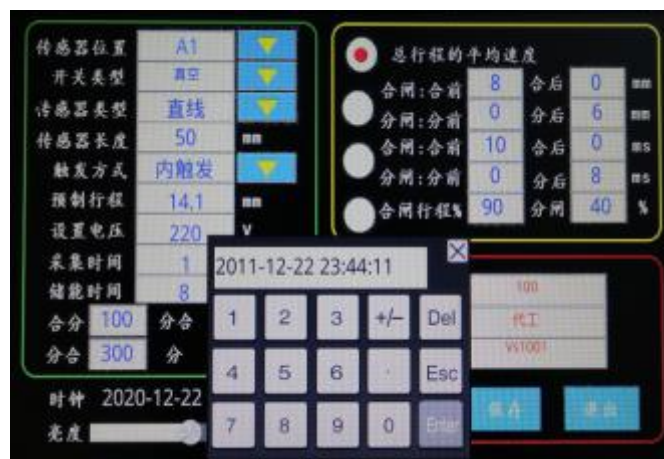 传感器位置 A1
开关类型 真空
传感器类型 直线
传感器长度 50 mm
触发方式 内触发
预制行程 14.1 mm
设置电压 220 V
采集时间 1
储能时间 8
合分 100 分合
分合 300 分
时钟 2020-12-22
亮度
总行程的平均速度
合闸:合前 8 合后 0 mm
分闸:分前 0 分后 6 mm
合闸:合前 10 合后 0 ms
分闸:分前 0 分后 8 ms
合闸行程% 90 分闸 40 %
2011-12-22 23:44:11
1 2 3 +/- Del
4 5 6 . Esc
7 8 9 0 Enter
100
代工
VS1001
保存 退出